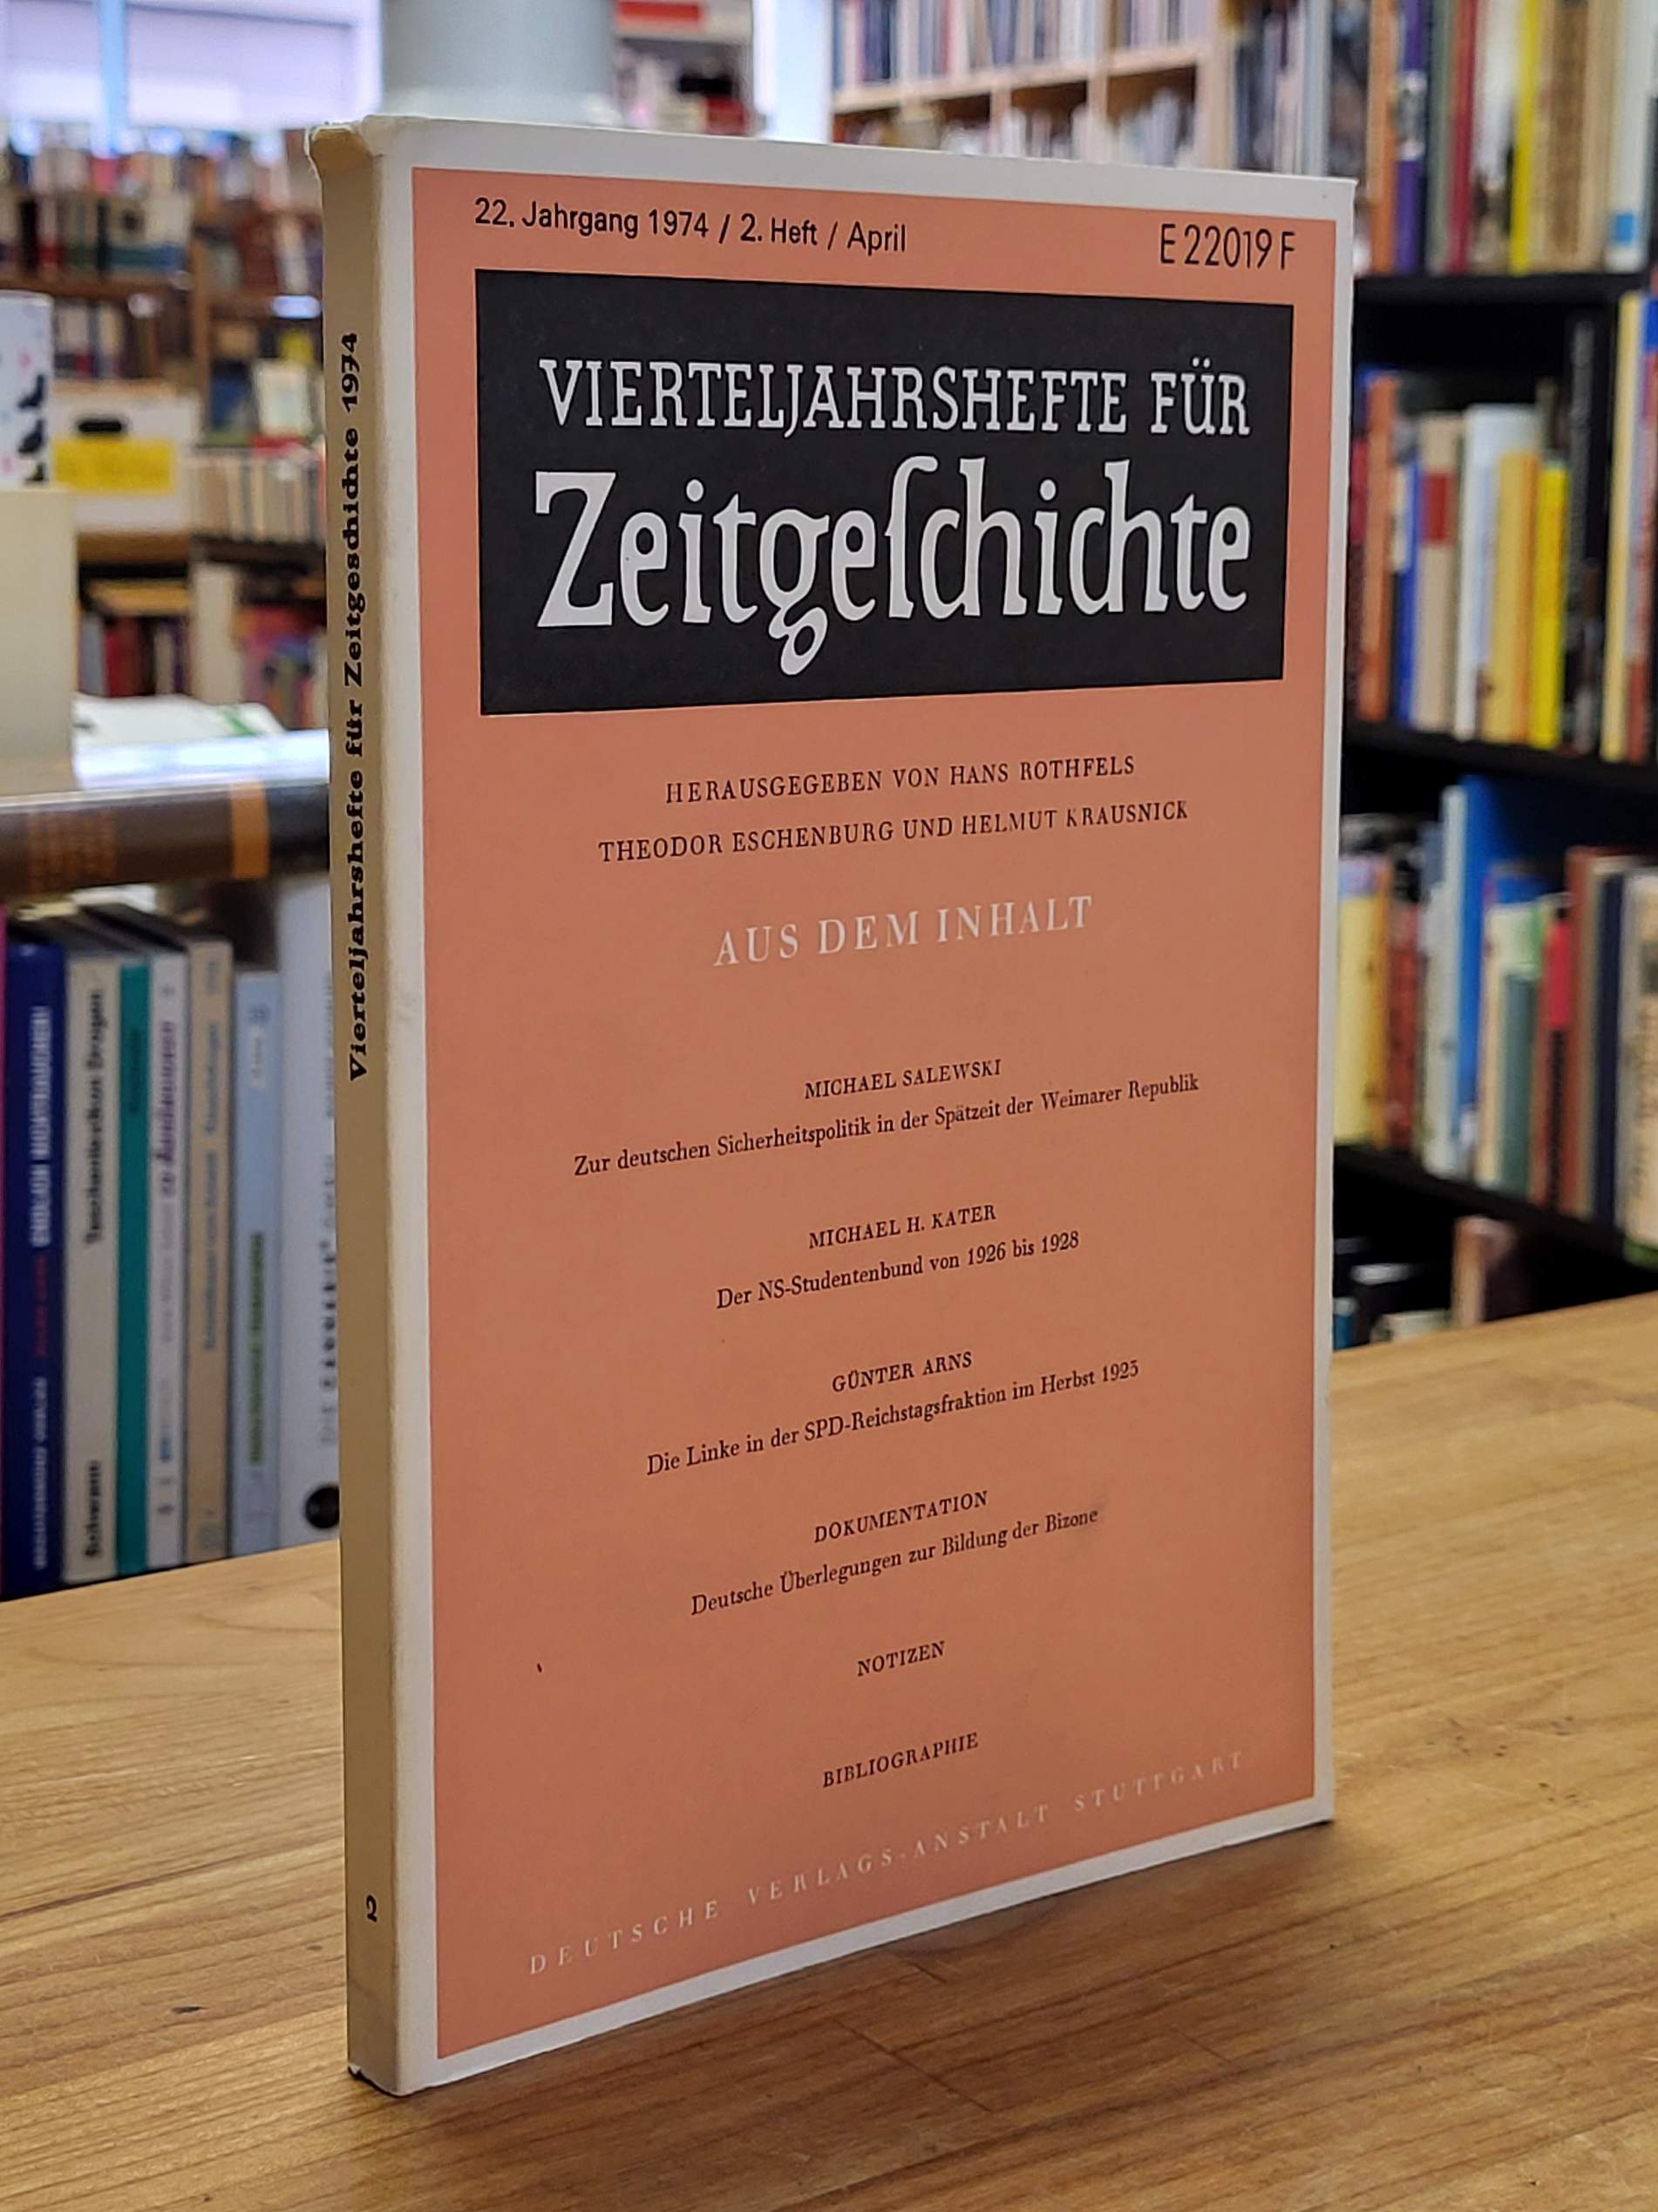 22. Jahrgang 1974 / 2. Heft / April
E 22019 F
VIERTELJAHRSHEFTE FÜR
Zeitgeſchichte
HERAUSGEGEBEN VON HANS ROTHFELS
THEODOR ESCHENBURG UND HELMUT KRAUSNICK
AUS DEM INHALT
MICHAEL SALEWSKI
Zur deutschen Sicherheitspolitik in der Spätzeit der Weimarer Republik
MICHAEL H. KATER
Der NS-Studentenbund von 1926 bis 1928
GÜNTER ARNS
Die Linke in der SPD-Reichstagsfraktion im Herbst 1923
DOKUMENTATION
Deutsche Überlegungen zur Bildung der Bizone
NOTIZEN
BIBLIOGRAPHIE
DEUTSCHE VERLAGS-ANSTALT STUTTGART
Vierteljahrshefte für Zeitgeschichte 1974
2